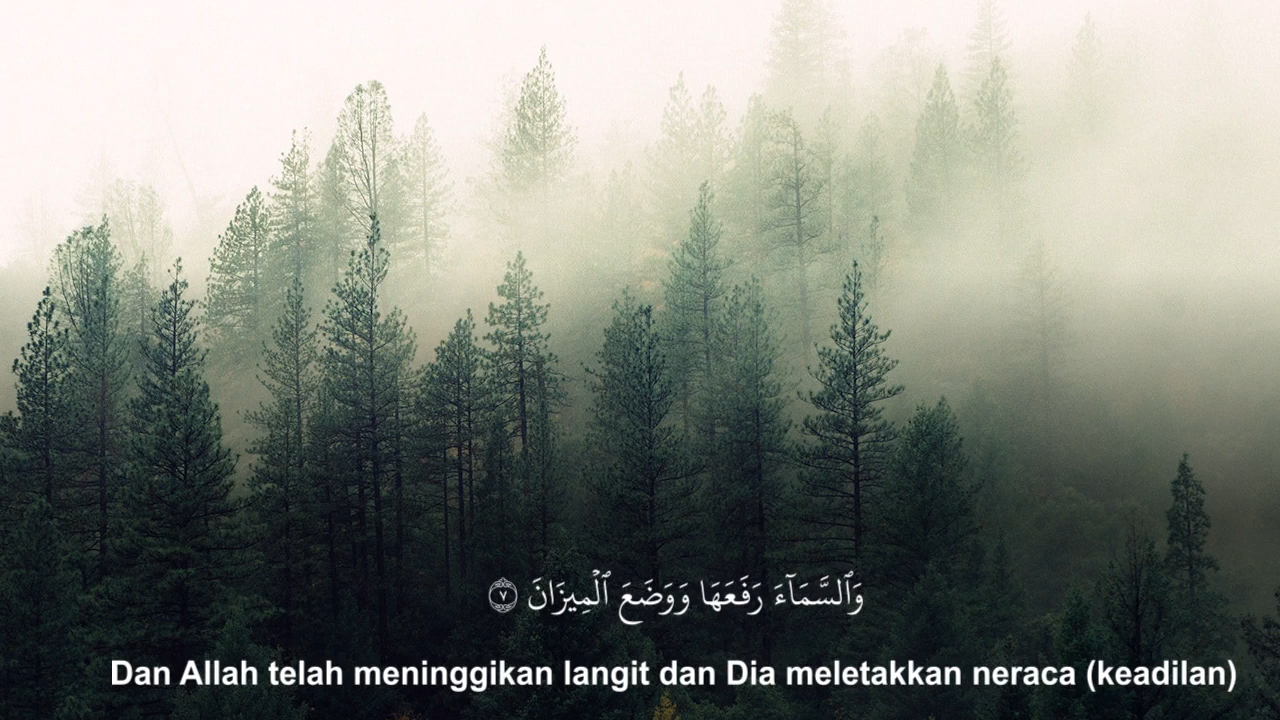 وَٱلسَّمَآءَ رَفَعَهَا وَوَضَعَ ٱلْمِيزَانَ ٧
Dan Allah telah meninggikan langit dan Dia meletakkan neraca (keadilan)